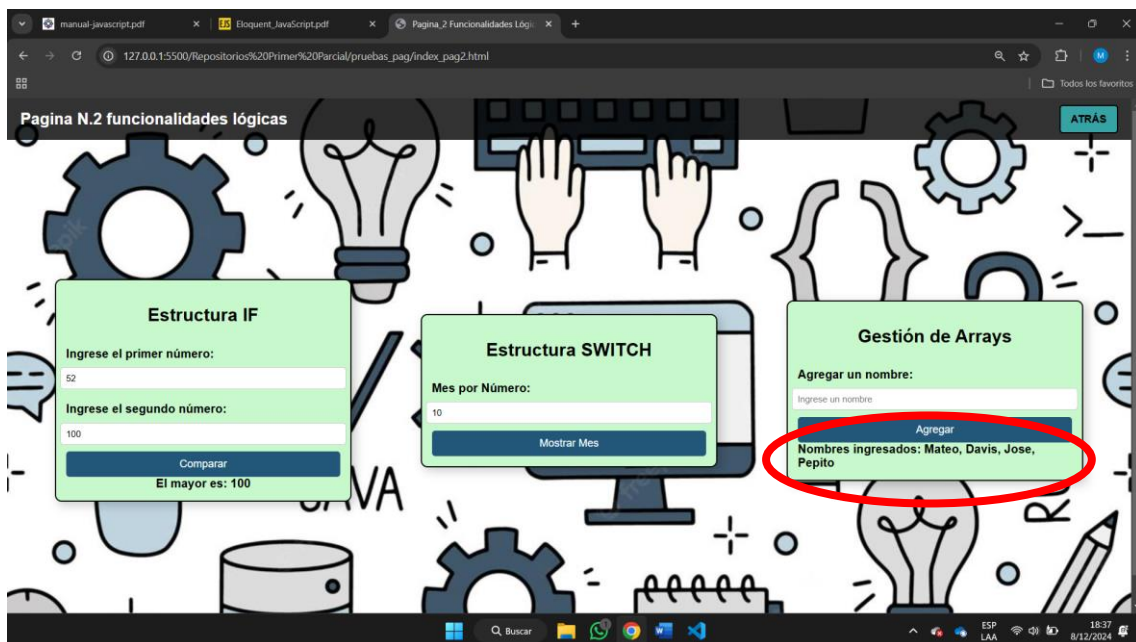 manual-javascript.pdf
Eloquent_JavaScript.pdf
Pagina_2 Funcionalidades Lógic
127.0.0.1:5500/Repositorios%20Primer%20Parcial/pruebas_pag/index_pag2.html
M
Todos los favoritos
Pagina N.2 funcionalidades lógicas
ATRÁS
Estructura IF
Ingrese el primer número:
52
Ingrese el segundo número:
100
Comparar
El mayor es: 100
Estructura SWITCH
Mes por Número:
10
Mostrar Mes
Gestión de Arrays
Agregar un nombre:
Ingrese un nombre
Agregar
Nombres ingresados: Mateo, Davis, Jose,
Pepito
VA
Buscar
ESP
LAA
18:37
8/12/2024